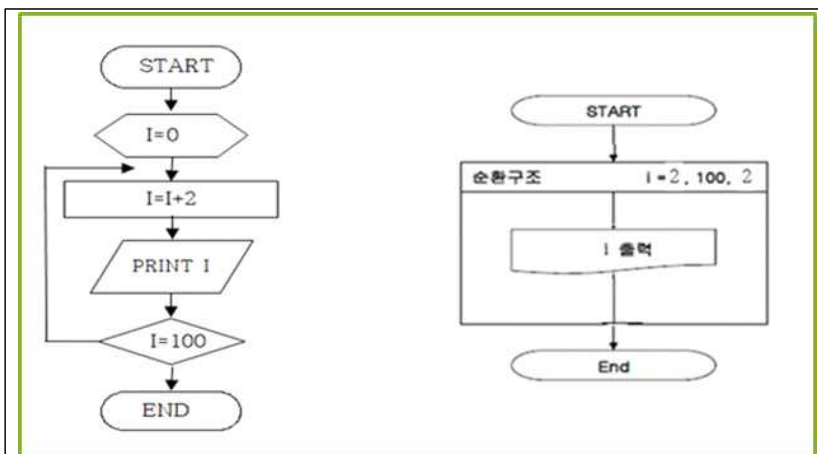 START
I=0
I=I+2
PRINT I
I=100
END
START
순환구조 i = 2, 100, 2
i 출력
End